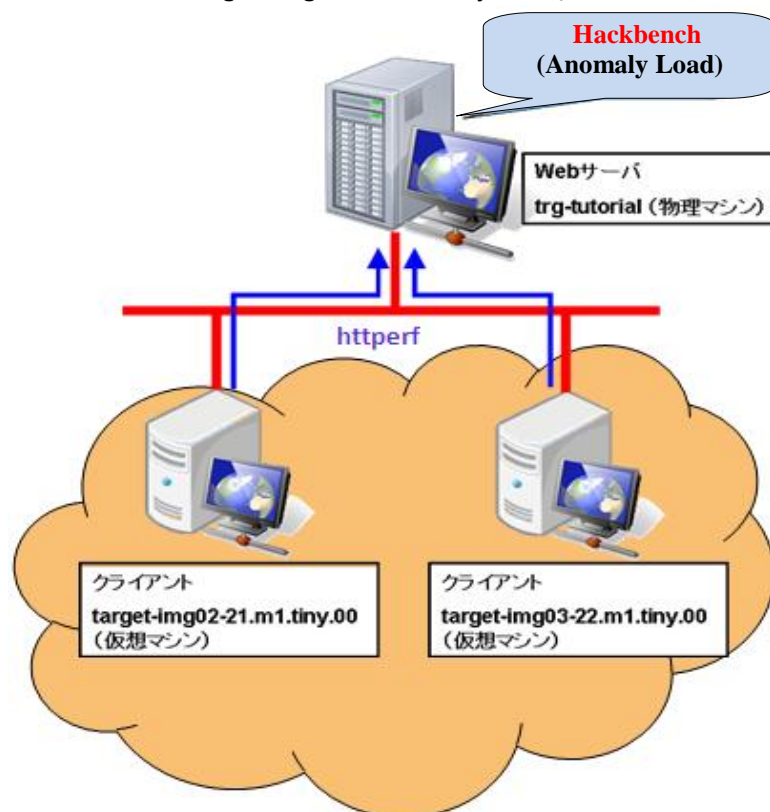 Hackbench
(Anomaly Load)
Webサーバ
trg-tutorial (物理マシン)
httperf
クライアント
target-img02-21.m1.tiny.00
(仮想マシン)
クライアント
target-img03-22.m1.tiny.00
(仮想マシン)